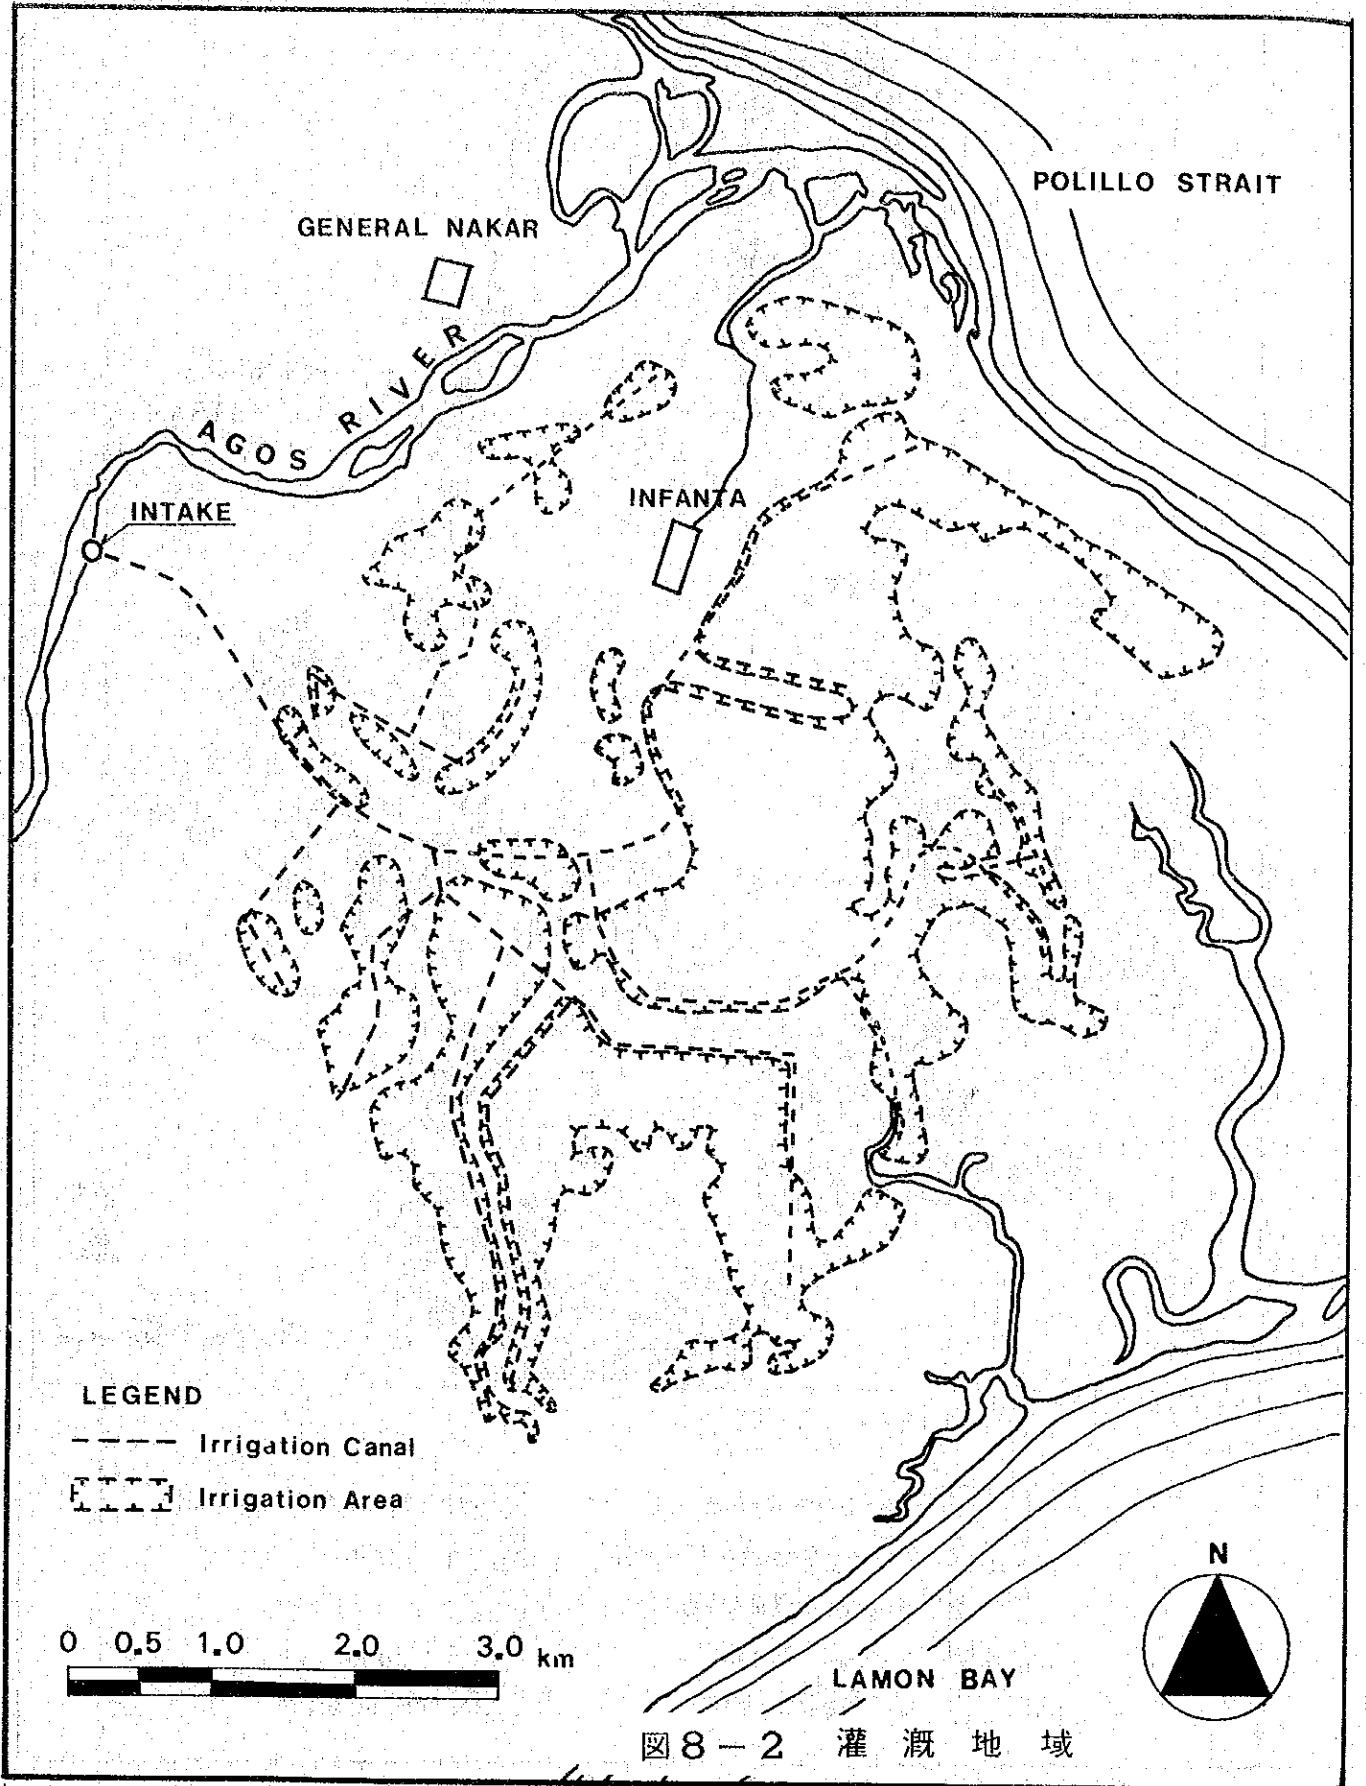 POLILLO STRAIT
GENERAL NAKAR
AGOS RIVER
INTAKE
INFANTA
LEGEND
Irrigation Canal
Irrigation Area
0 0.5 1.0 2.0 3.0 km
N
LAMON BAY
図8-2 灌漑地域